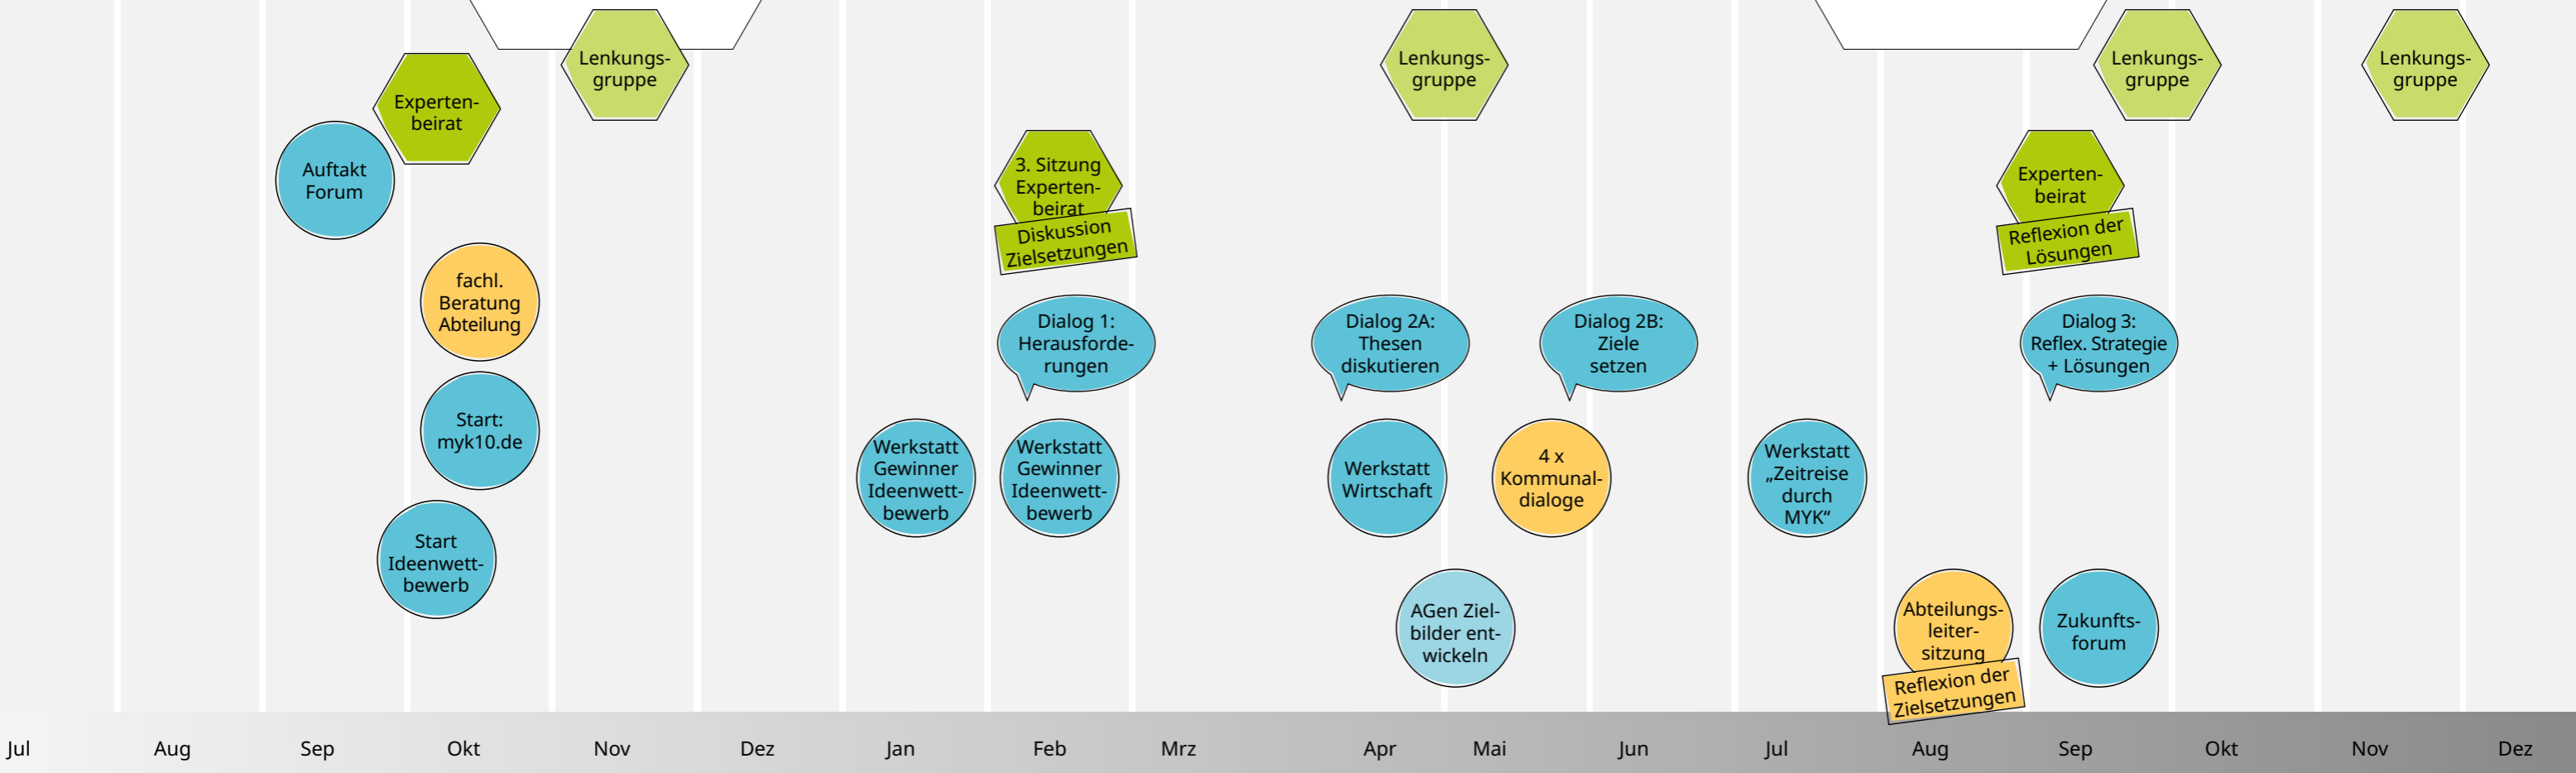 Lenkungs-
gruppe
Lenkungs-
gruppe
Lenkungs-
gruppe
Lenkungs-
gruppe
Experten-
beirat
Auftakt
Forum
3. Sitzung
Experten-
beirat
Diskussion
Zielsetzungen
Experten-
beirat
Reflexion der
Lösungen
fachl.
Beratung
Abteilung
Dialog 1:
Herausforde-
rungen
Dialog 2A:
Thesen
diskutieren
Dialog 2B:
Ziele
setzen
Dialog 3:
Reflex. Strategie
+ Lösungen
Start:
myk10.de
Werkstatt
Gewinner
Ideenwett-
bewerb
Werkstatt
Gewinner
Ideenwett-
bewerb
Werkstatt
Wirtschaft
4 x
Kommunal-
dialoge
Werkstatt
„Zeitreise
durch
MYK“
Start
Ideenwett-
bewerb
AGen Ziel-
bilder ent-
wickeln
Abteilungs-
leiter-
sitzung
Reflexion der
Zielsetzungen
Zukunfts-
forum
Jul Aug Sep Okt Nov Dez Jan Feb Mrz Apr Mai Jun Jul Aug Sep Okt Nov Dez